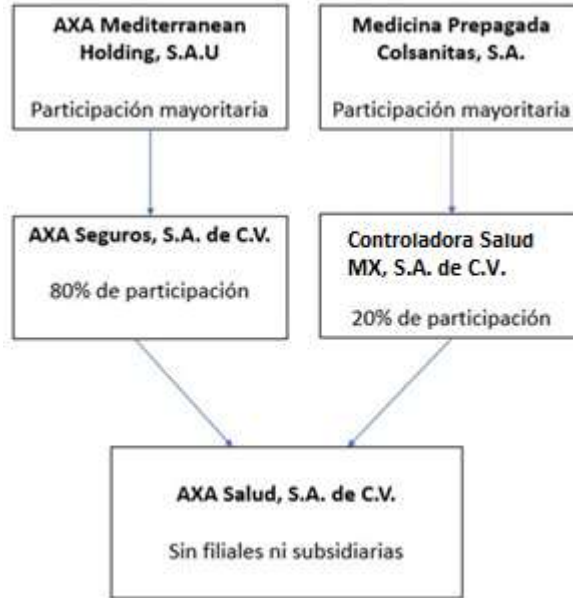 AXA Mediterranean
Holding, S.A.U
Participación mayoritaria
Medicina Prepagada
Colsanitas, S.A.
Participación mayoritaria
AXA Seguros, S.A. de C.V.
80% de participación
Controladora Salud
MX, S.A. de C.V.
20% de participación
AXA Salud, S.A. de C.V.
Sin filiales ni subsidiarias